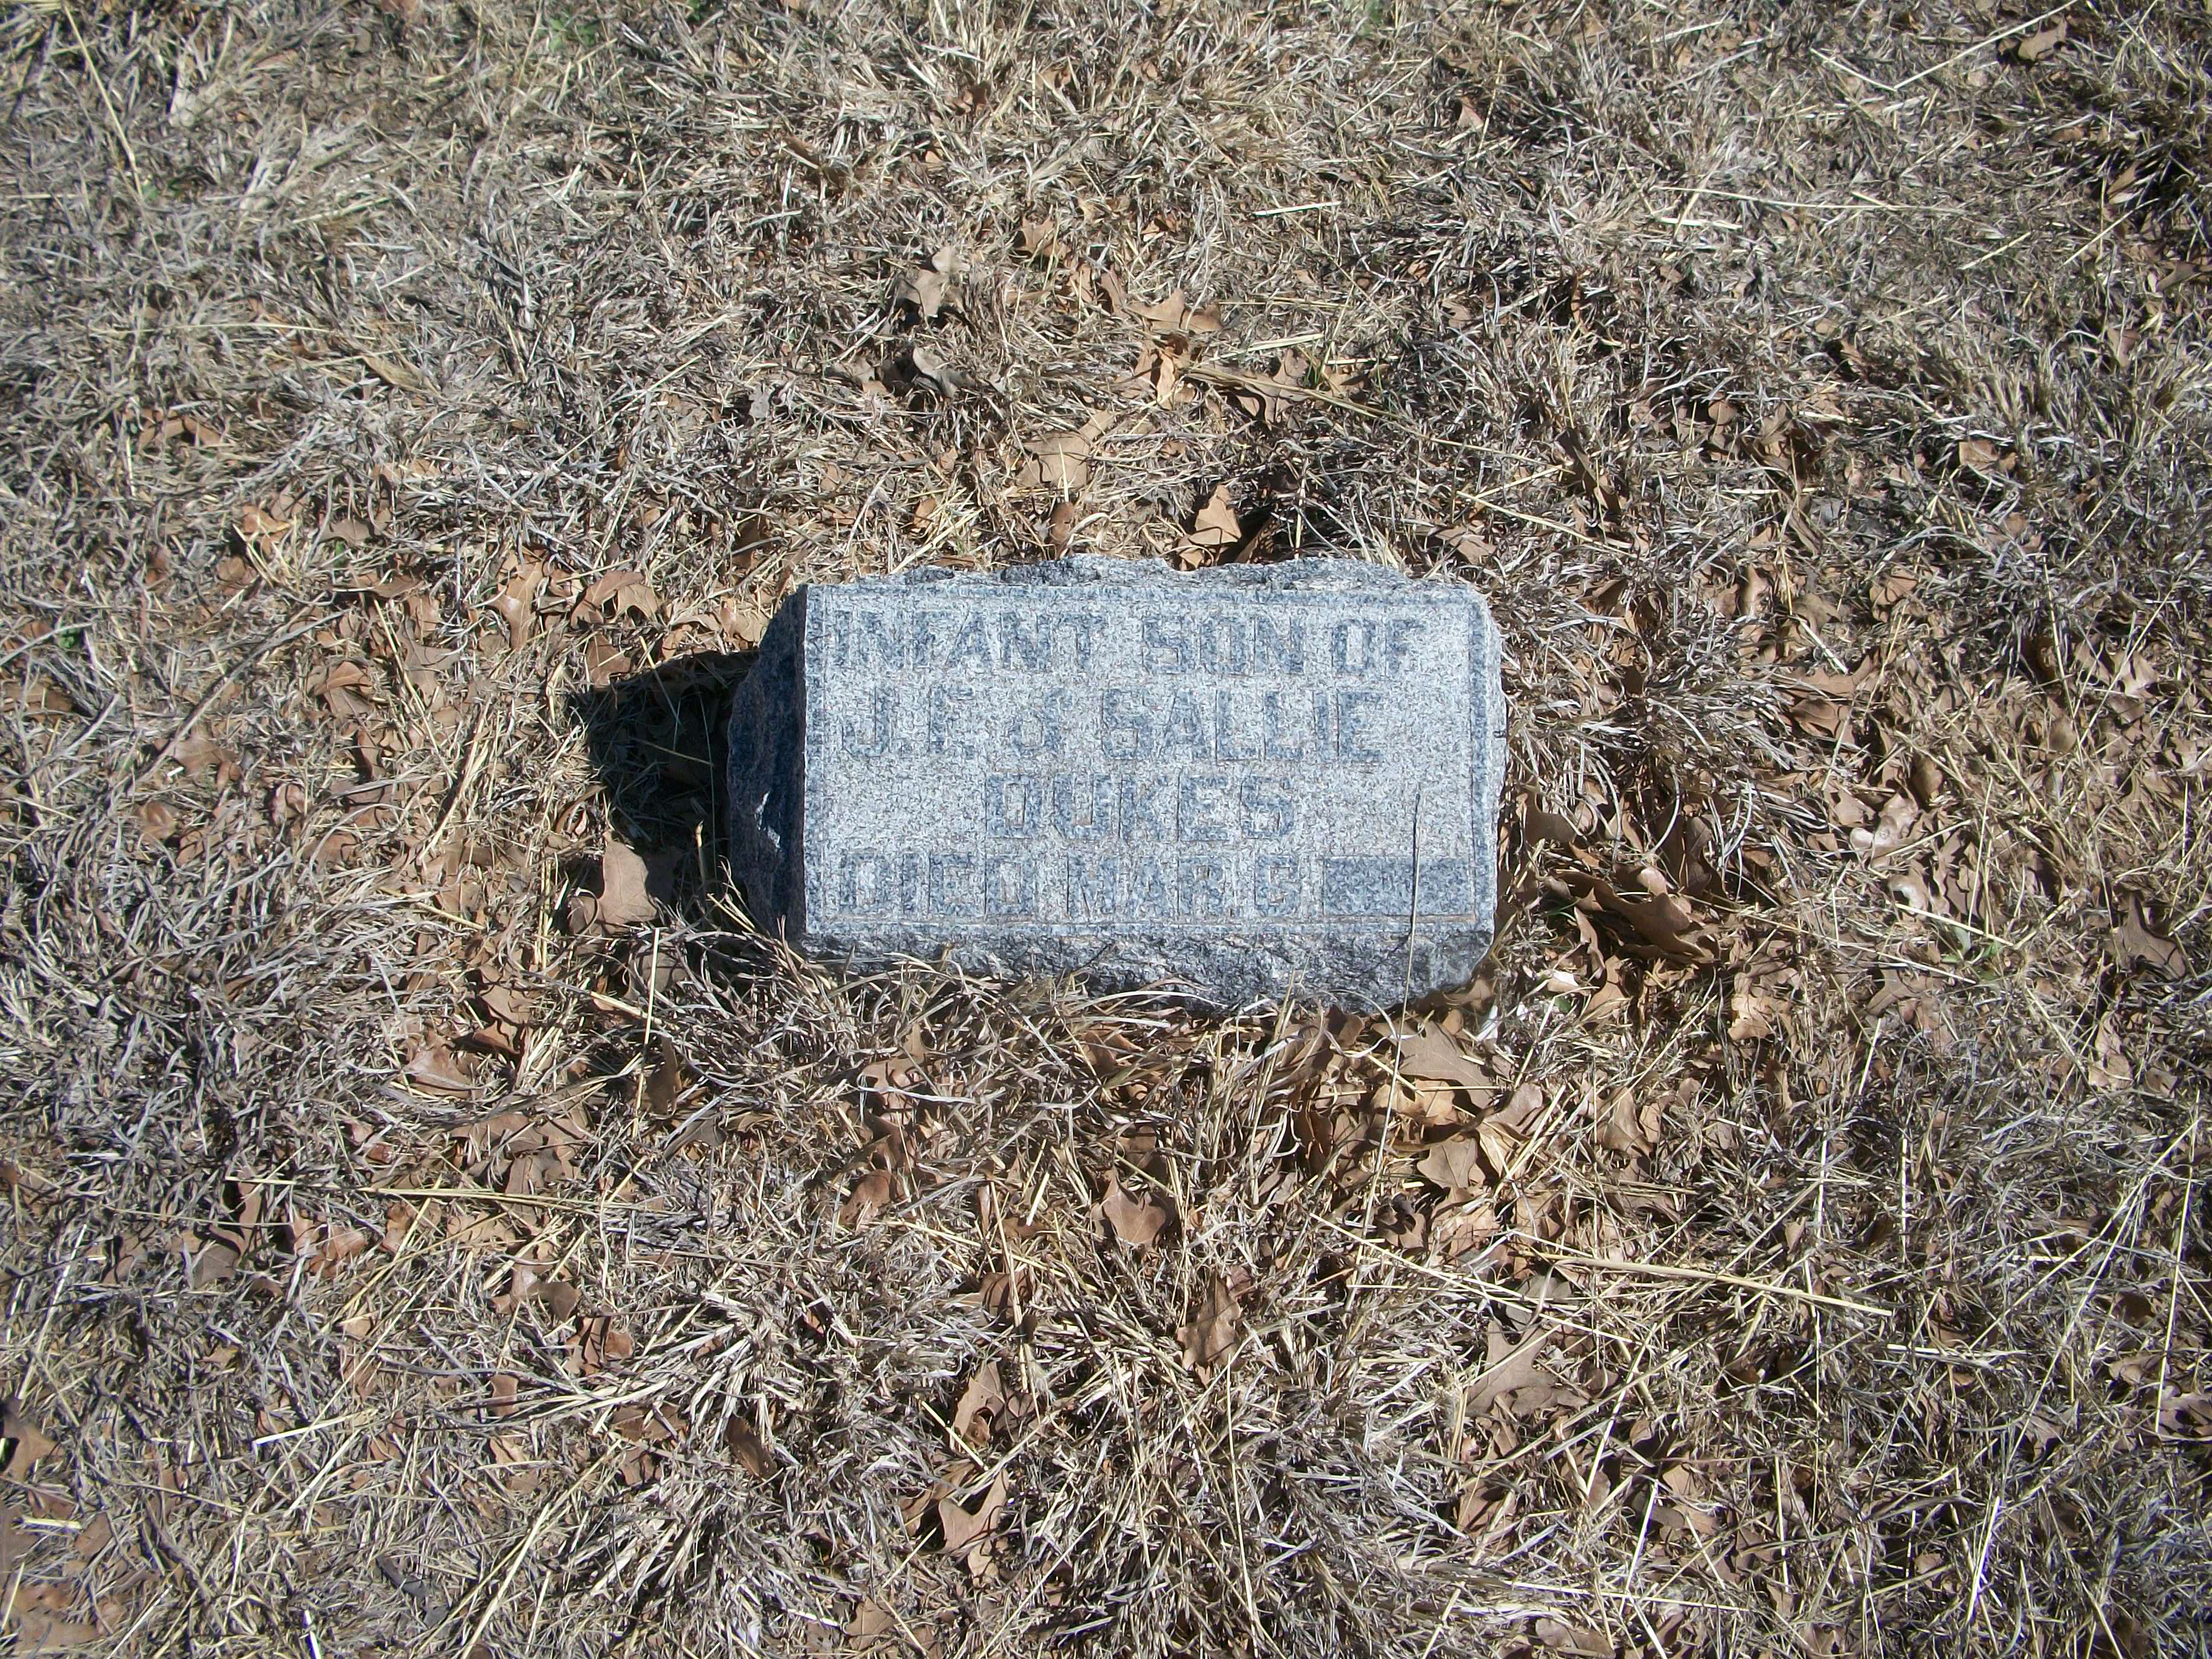 INFANT SON OF
J.F. & SALLIE
DUKES
DIED MAR. 6